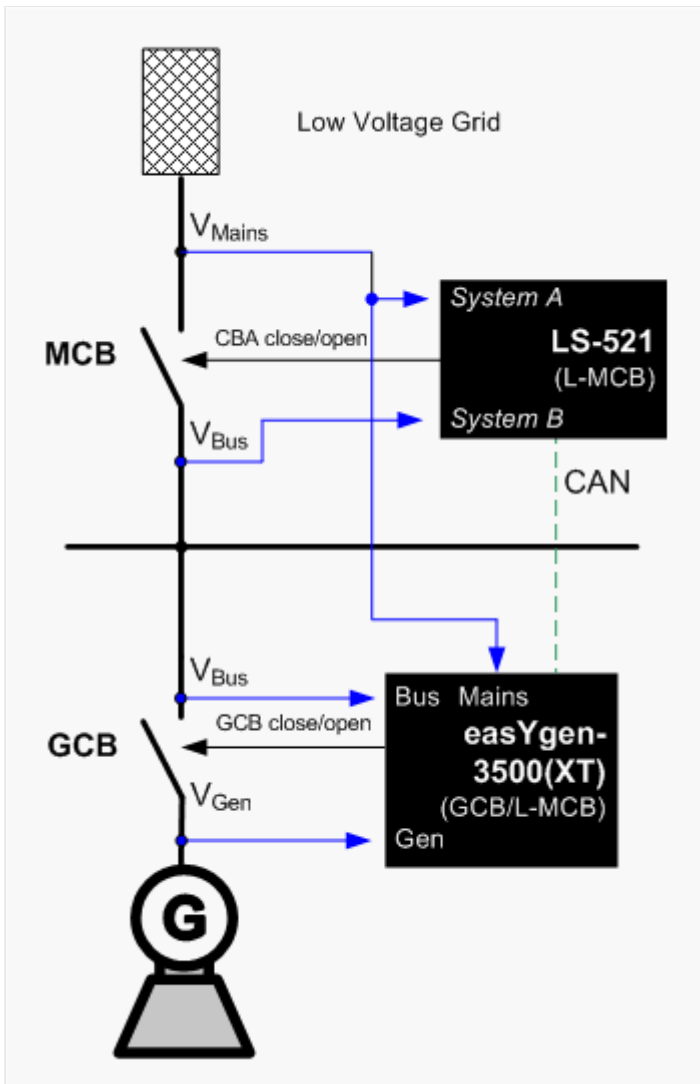 Low Voltage Grid
VMains
System A
LS-521
(L-MCB)
System B
MCB
CBA close/open
VBus
CAN
VBus
Bus Mains
GCB close/open
easYgen-
3500(XT)
(GCB/L-MCB)
GCB
VGen
Gen
G